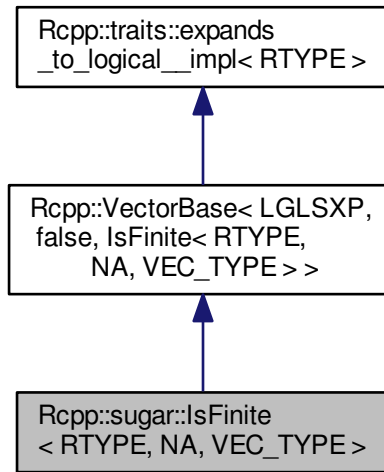 Rcpp::traits::expands
_to_logical__impl< RTYPE >
Rcpp::VectorBase< LGLSXP,
false, IsFinite< RTYPE,
NA, VEC_TYPE > >
Rcpp::sugar::IsFinite
< RTYPE, NA, VEC_TYPE >